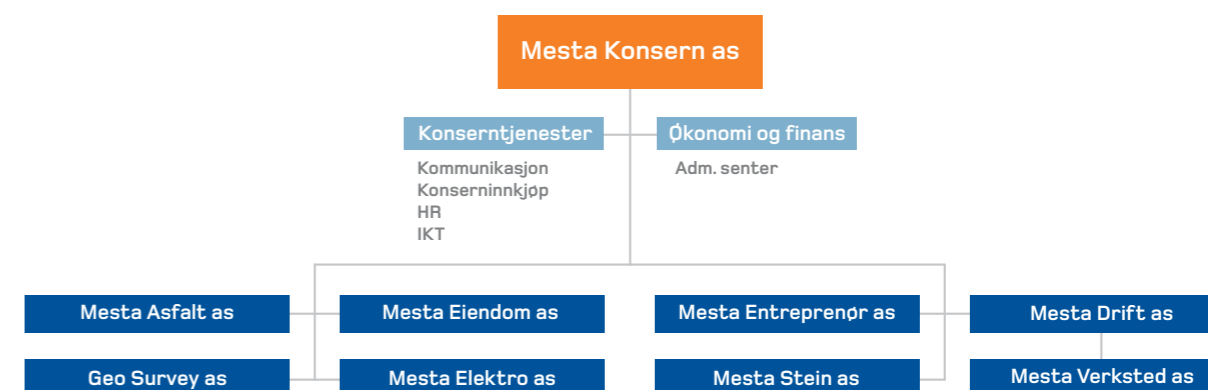 Mesta Konsern as
Konserntjenester
Økonomi og finans
Kommunikasjon
Konserninnkjøp
HR
IKT
Adm. senter
Mesta Asfalt as
Mesta Eiendom as
Mesta Entreprenør as
Mesta Drift as
Geo Survey as
Mesta Elektro as
Mesta Stein as
Mesta Verksted as